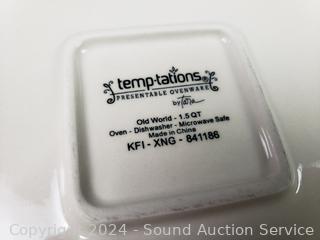 temp-tations®
PRESENTABLE OVENWARE
by Tara
Old World - 1.5 QT
Oven - Dishwasher - Microwave Safe
Made in China
KFI - XNG - 841186
Copyright © 2024 - Sound Auction Service